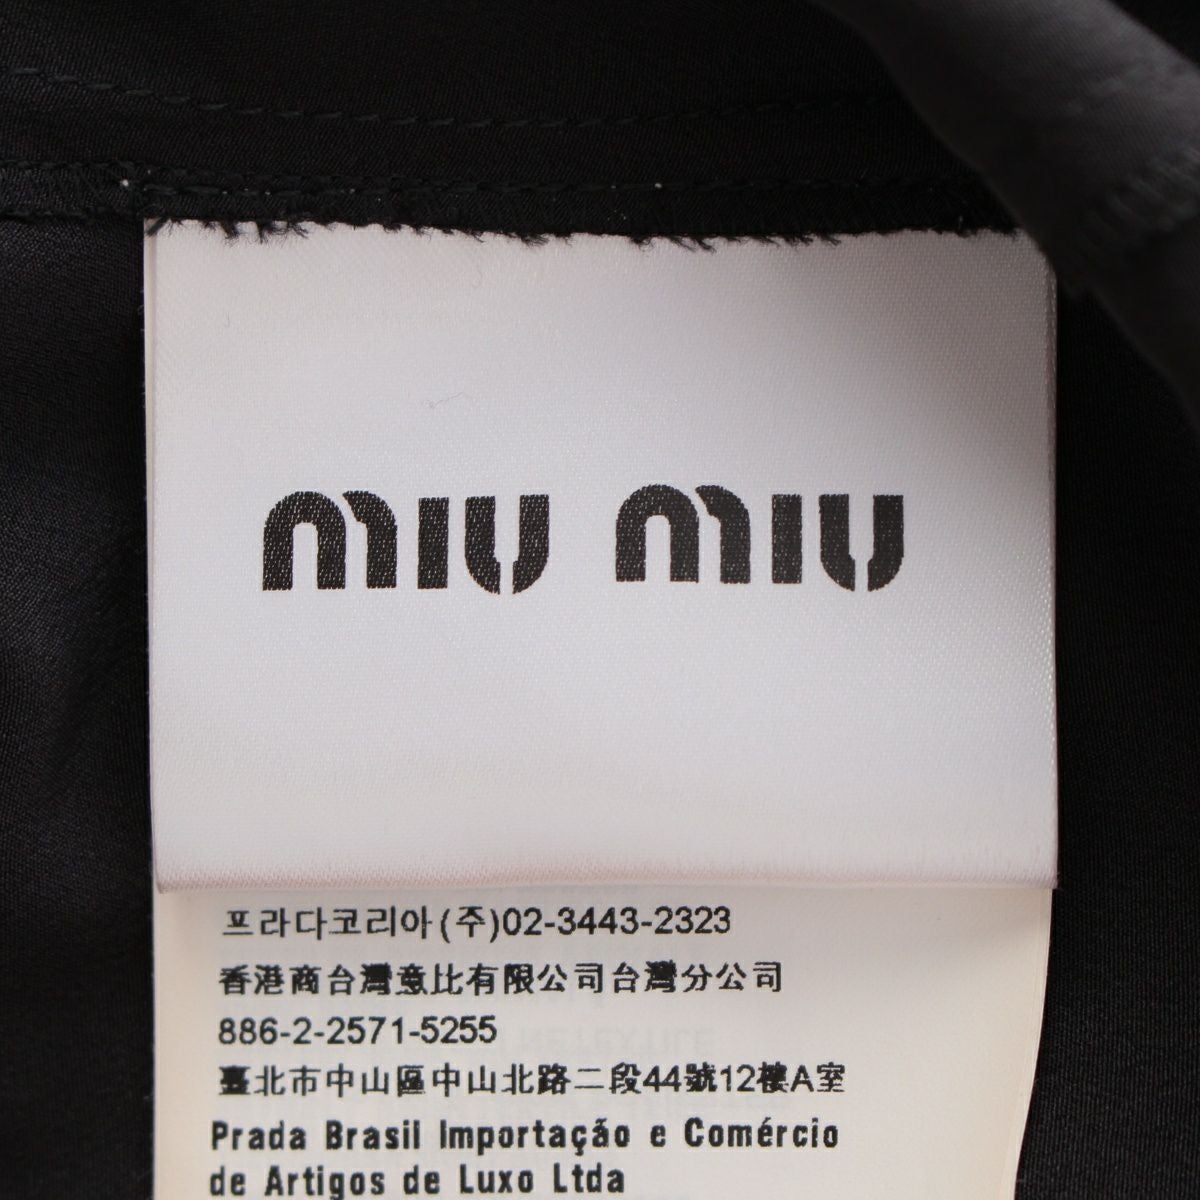 miu miu
프라다코리아(주)02-3443-2323
香港商台灣意比有限公司台灣分公司
886-2-2571-5255
臺北市中山區中山北路二段44號12樓A室
Prada Brasil Importação e Comércio
de Artigos de Luxo Ltda